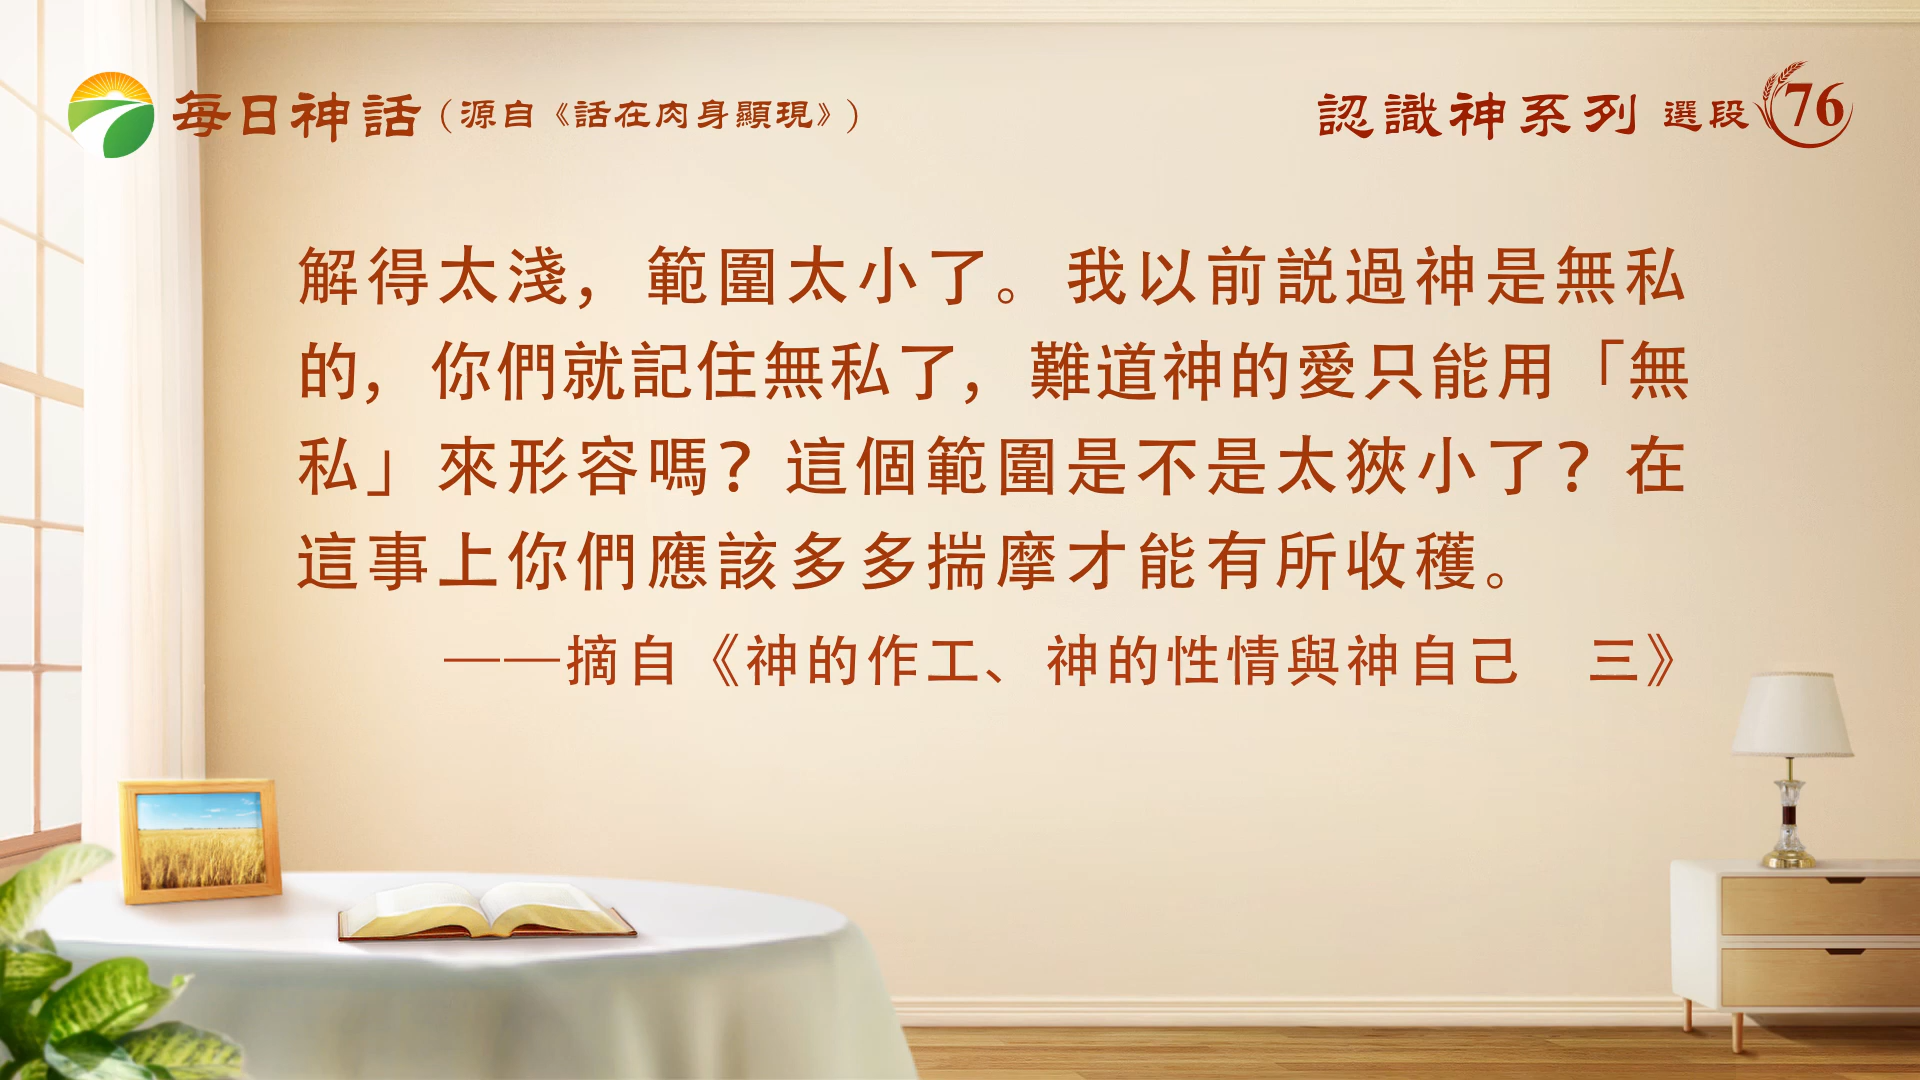 每日神話（源自《話在肉身顯現》）
認識神系列 選段 76
解得太淺，範圍太小了。我以前説過神是無私
的，你們就記住無私了，難道神的愛只能用「無
私」來形容嗎？這個範圍是不是太狹小了？在
這事上你們應該多多揣摩才能有所收穫。
——摘自《神的作工、神的性情與神自己　三》